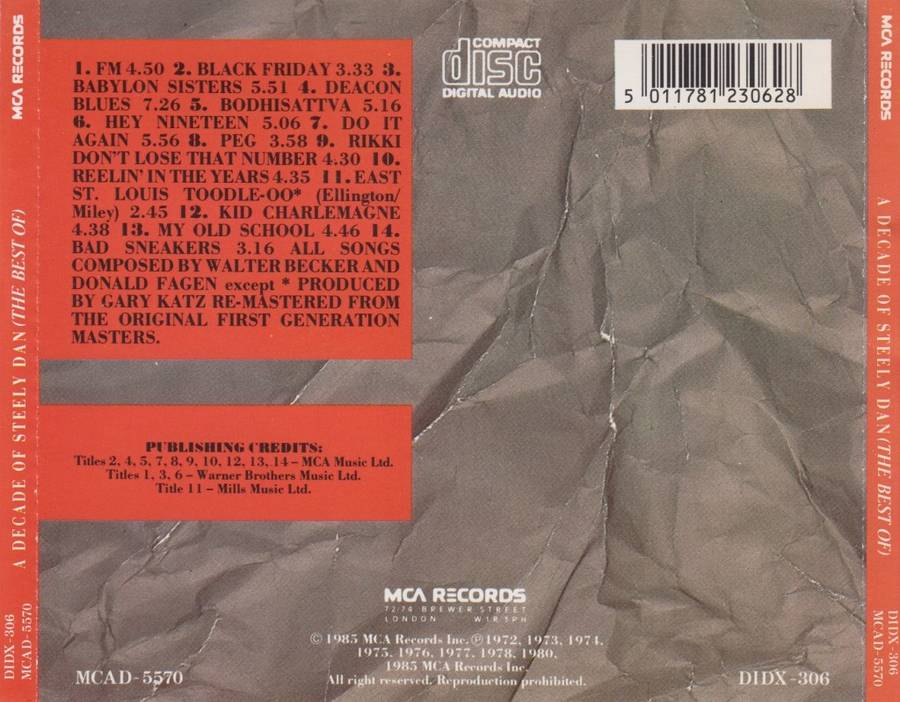 MCA RECORDS
A DECADE OF STEELY DAN (THE BEST OF)
DIDX-306
MCAD-5570
1. FM 4.50 2. BLACK FRIDAY 3.33 3.
BABYLON SISTERS 5.51 4. DEACON
BLUES 7.26 5. BODHISATTVA 5.16
6. HEY NINETEEN 5.06 7. DO IT
AGAIN 5.56 8. PEG 3.58 9. RIKKI
DON'T LOSE THAT NUMBER 4.30 10.
REELIN' IN THE YEARS 4.35 11. EAST
ST. LOUIS TOODLE-OO* (Ellington/
Miley) 2.45 12. KID CHARLEMAGNE
4.38 13. MY OLD SCHOOL 4.46 14.
BAD SNEAKERS 3.16 ALL SONGS
COMPOSED BY WALTER BECKER AND
DONALD FAGEN except * PRODUCED
BY GARY KATZ RE-MASTERED FROM
THE ORIGINAL FIRST GENERATION
MASTERS.
COMPACT
disc
DIGITAL AUDIO
5 011781 230628
PUBLISHING CREDITS:
Titles 2, 4, 5, 7, 8, 9, 10, 12, 13, 14 – MCA Music Ltd.
Titles 1, 3, 6 – Warner Brothers Music Ltd.
Title 11 – Mills Music Ltd.
MCA RECORDS
72/74 BREWER STREET
LONDON W1R 3PH
© 1985 MCA Records Inc. ℗ 1972, 1973, 1974,
1975, 1976, 1977, 1978, 1980,
1985 MCA Records Inc.
All right reserved. Reproduction prohibited.
MCAD-5570
DIDX-306
MCA RECORDS
A DECADE OF STEELY DAN (THE BEST OF)
DIDX-306
MCAD-5570